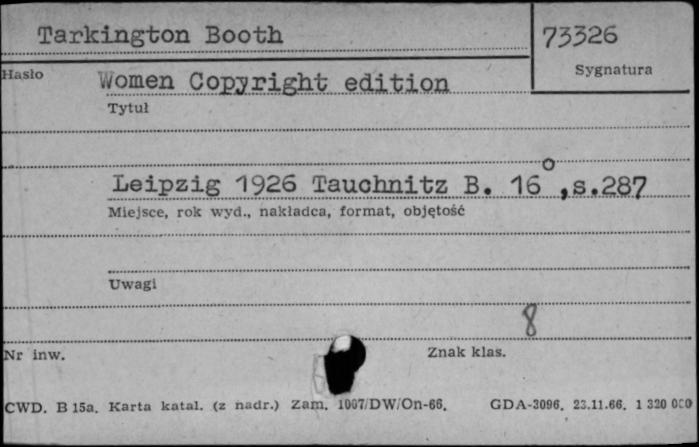 Tarkington Booth
73326
Hasło
Sygnatura
Women Copyright edition
Tytuł
Leipzig 1926 Tauchnitz B. 16° ,s.287
Miejsce, rok wyd., nakładca, format, objętość
Uwagi
8
Nr inw.
Znak klas.
CWD. B 15a. Karta katal. (z nadr.) Zam. 1007/DW/On-66. GDA-3096. 23.11.66. 1 320 000